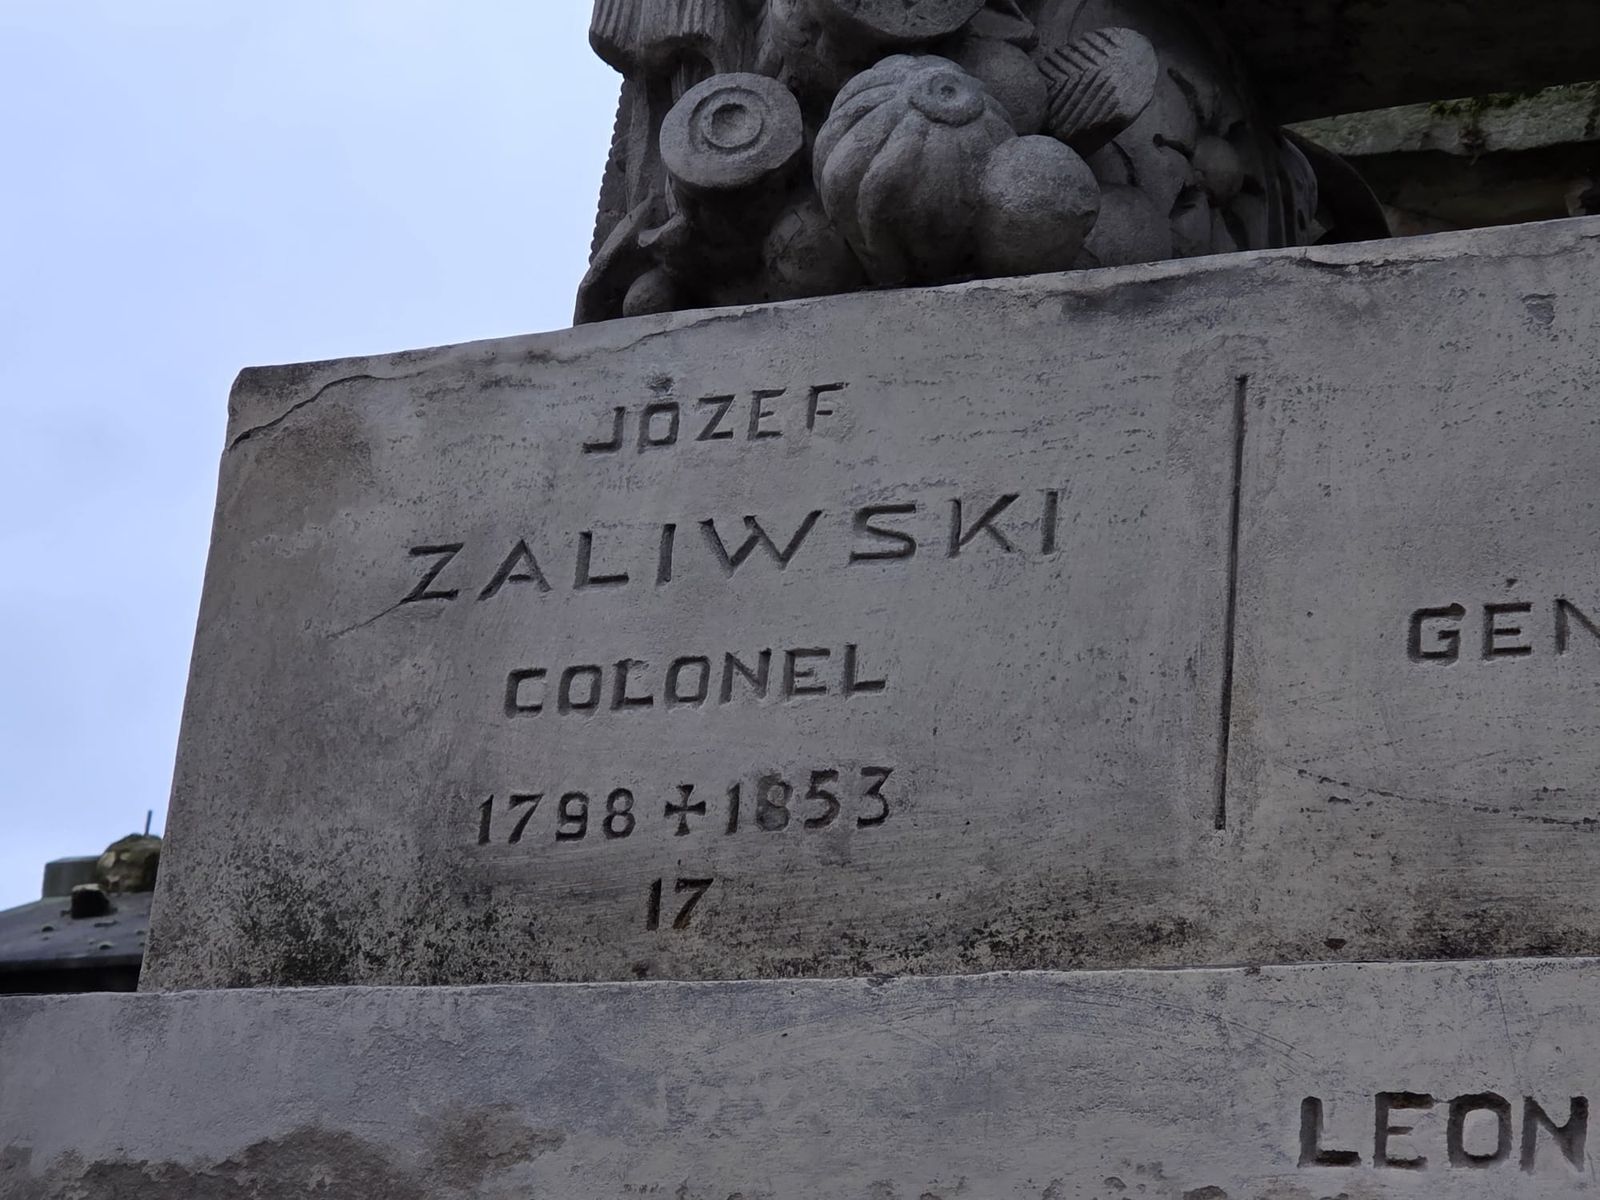 JÓZEF
ZALIWSKI
COLONEL
1798 ✠ 1853
17
GÉN
LEON